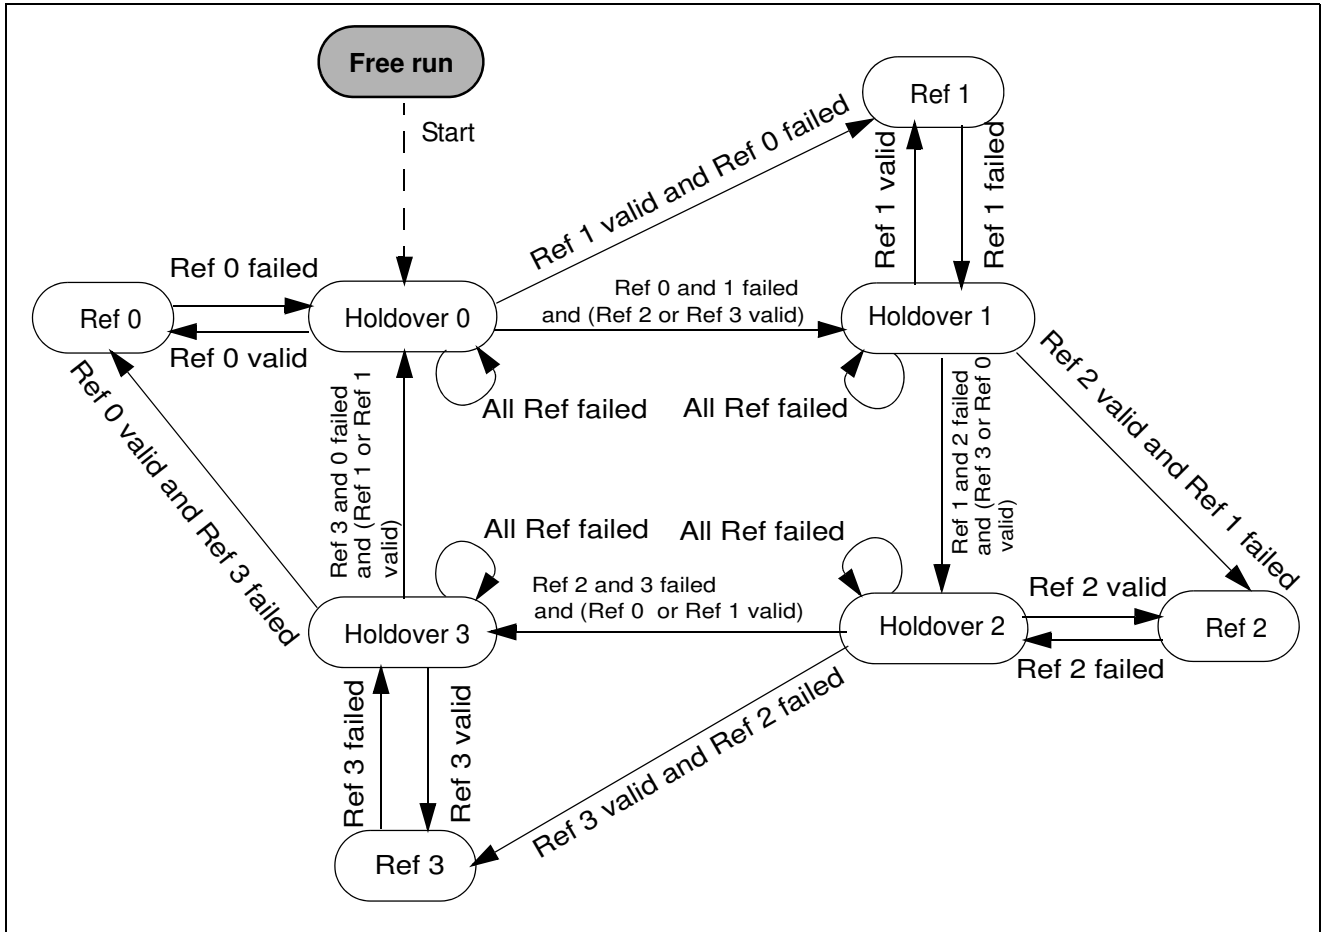 Free run
Start
Ref 1
Ref 1 valid and Ref 0 failed
Ref 1 valid
Ref 1 failed
Ref 0 failed
Ref 0
Holdover 0
Ref 0 valid
Ref 0 and 1 failed
and (Ref 2 or Ref 3 valid)
Holdover 1
All Ref failed
All Ref failed
Ref 0 valid and Ref 3 failed
Ref 3 and 0 failed
and (Ref 1 or Ref 1
valid)
Ref 1 and 2 failed
and (Ref 3 or Ref 0
valid)
Ref 2 valid and Ref 1 failed
All Ref failed
All Ref failed
Ref 2 and 3 failed
and (Ref 0  or Ref 1 valid)
Holdover 3
Holdover 2
Ref 2 valid
Ref 2
Ref 2 failed
Ref 3 failed
Ref 3 valid
Ref 3 valid and Ref 2 failed
Ref 3